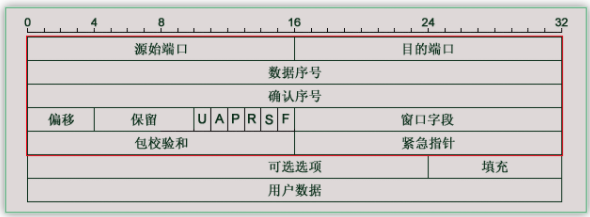 0 4 8 16 24 32
源始端口 目的端口
数据序号
确认序号
偏移 保留 U A P R S F 窗口字段
包校验和 紧急指针
可选选项 填充
用户数据